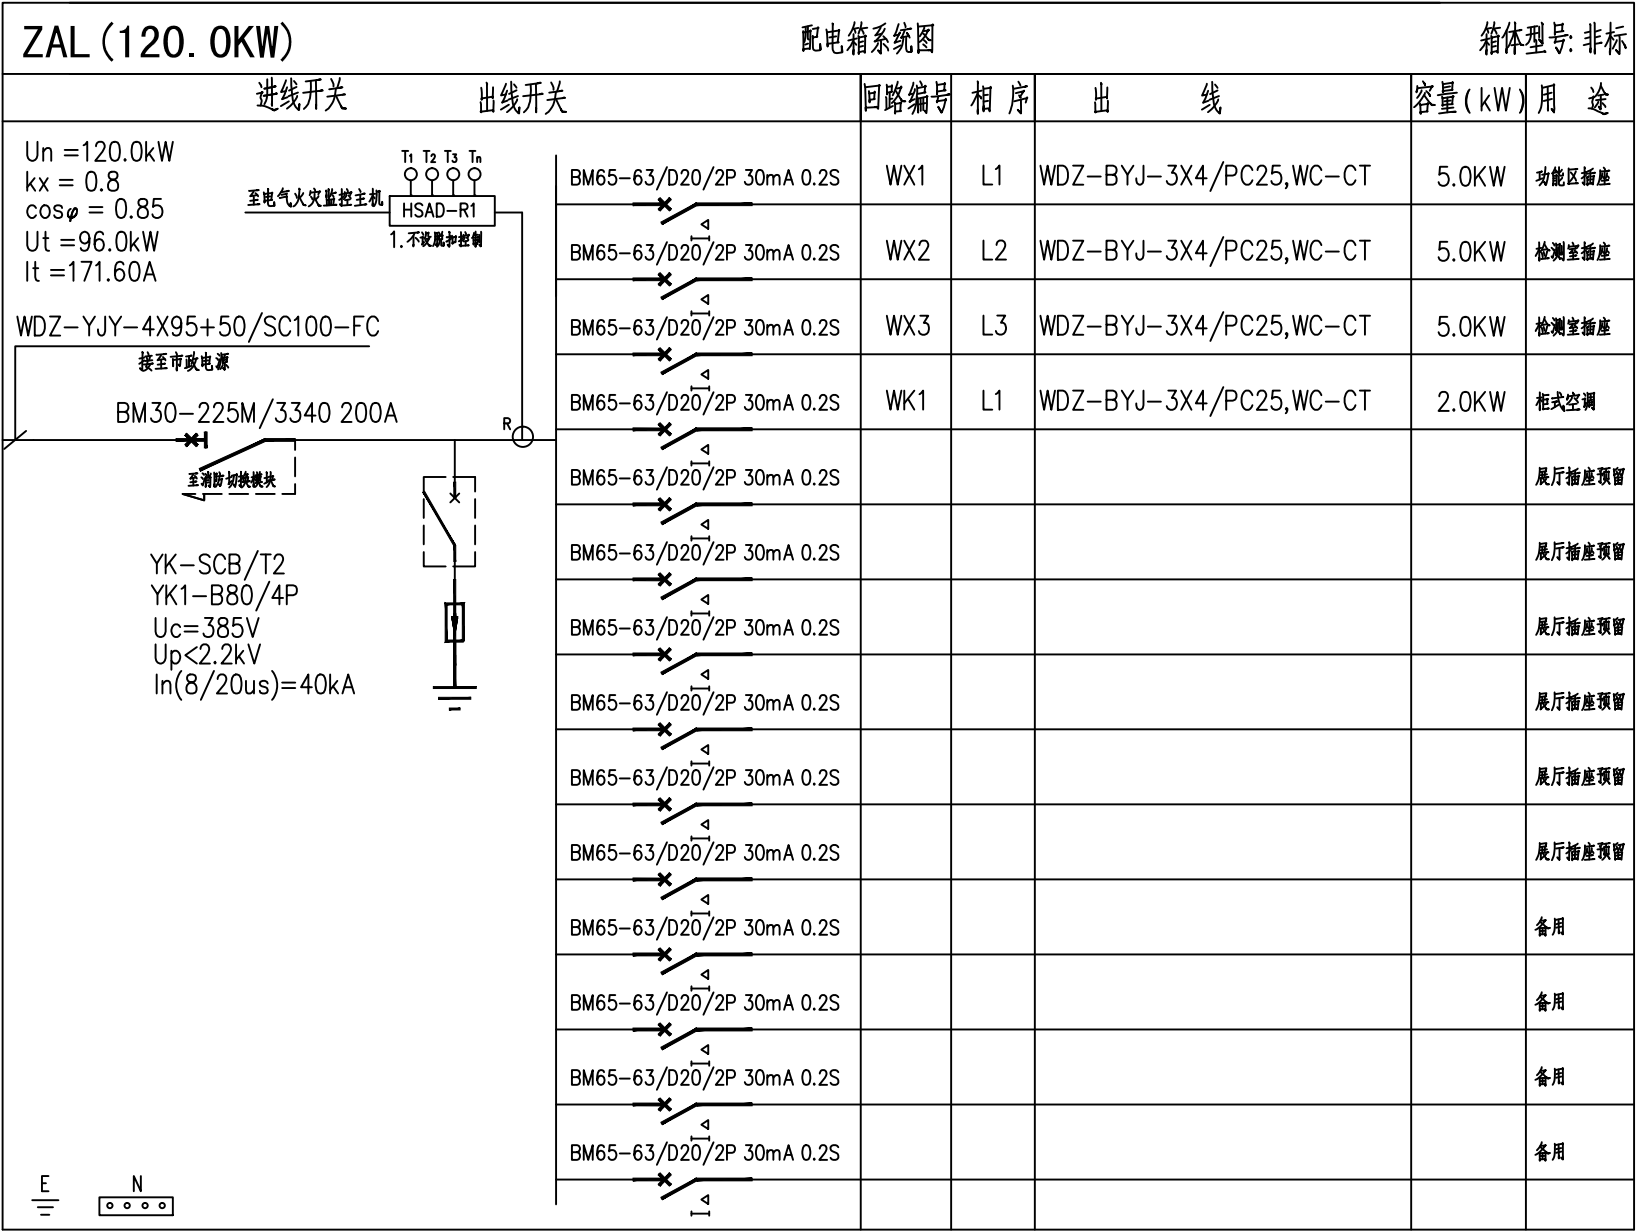 ZAL(120.0KW)
配电箱系统图
箱体型号:非标
进线开关 出线开关 回路编号 相序 出 线 容量(kW) 用 途
Un =120.0kW
kx = 0.8
cosφ = 0.85
Ut =96.0kW
It =171.60A
T1 T2 T3 Tn
至电气火灾监控主机
HSAD-R1
1.不设脱扣控制
WDZ-YJY-4X95+50/SC100-FC
接至市政电源
BM30-225M/3340 200A
R
至消防切换模块
YK-SCB/T2
YK1-B80/4P
Uc=385V
Up<2.2kV
In(8/20us)=40kA
E N
BM65-63/D20/2P 30mA 0.2S WX1 L1 WDZ-BYJ-3X4/PC25,WC-CT 5.0KW 功能区插座
BM65-63/D20/2P 30mA 0.2S WX2 L2 WDZ-BYJ-3X4/PC25,WC-CT 5.0KW 检测室插座
BM65-63/D20/2P 30mA 0.2S WX3 L3 WDZ-BYJ-3X4/PC25,WC-CT 5.0KW 检测室插座
BM65-63/D20/2P 30mA 0.2S WK1 L1 WDZ-BYJ-3X4/PC25,WC-CT 2.0KW 柜式空调
BM65-63/D20/2P 30mA 0.2S 展厅插座预留
BM65-63/D20/2P 30mA 0.2S 展厅插座预留
BM65-63/D20/2P 30mA 0.2S 展厅插座预留
BM65-63/D20/2P 30mA 0.2S 展厅插座预留
BM65-63/D20/2P 30mA 0.2S 展厅插座预留
BM65-63/D20/2P 30mA 0.2S 展厅插座预留
BM65-63/D20/2P 30mA 0.2S 备用
BM65-63/D20/2P 30mA 0.2S 备用
BM65-63/D20/2P 30mA 0.2S 备用
BM65-63/D20/2P 30mA 0.2S 备用